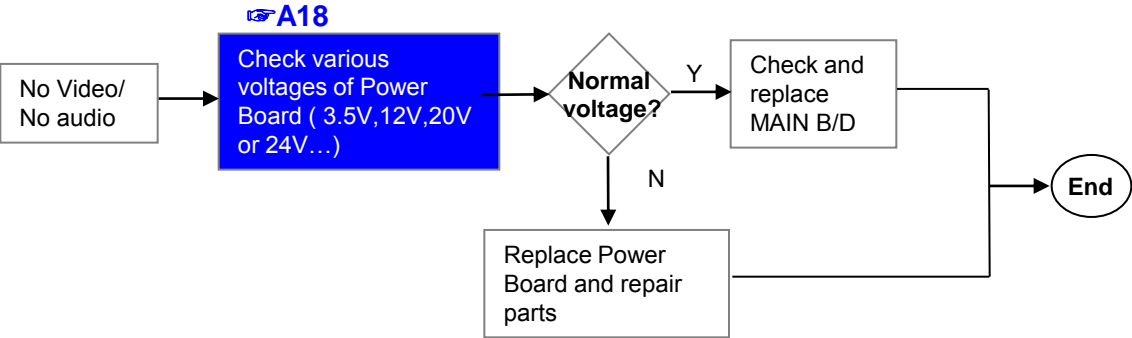 ☞A18
No Video/
No audio
Check various
voltages of Power
Board ( 3.5V,12V,20V
or 24V…)
Normal
voltage?
Y
Check and
replace
MAIN B/D
N
Replace Power
Board and repair
parts
End